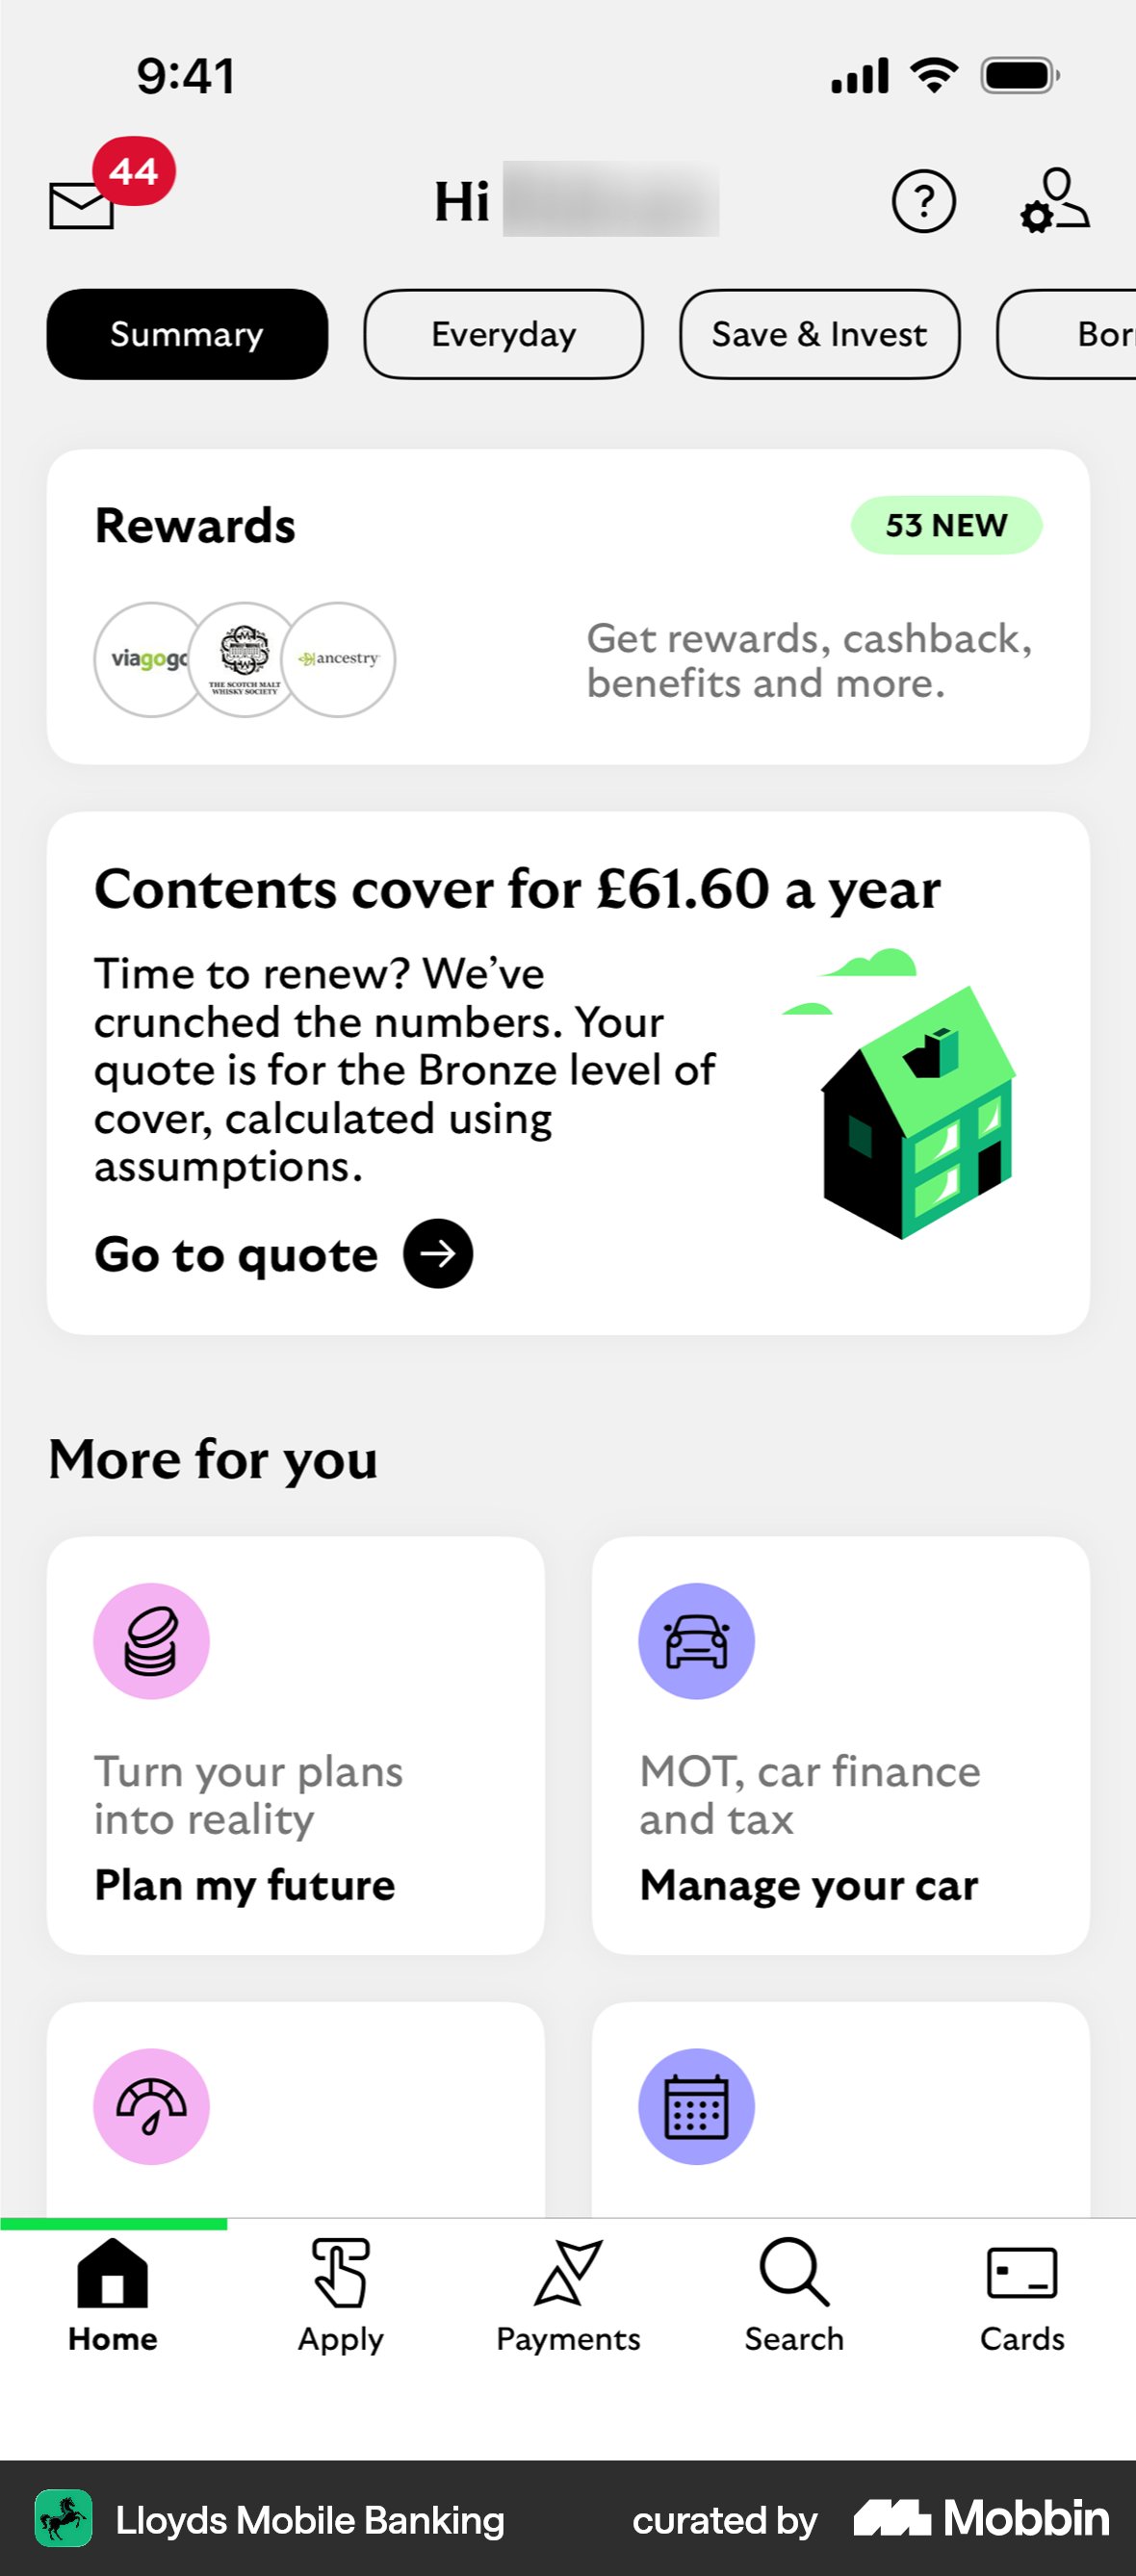 9:41
44
Hi
Summary
Everyday
Save & Invest
Rewards
53 NEW
viagogo
THE SCOTCH MALT
WHISKY SOCIETY
ancestry
Get rewards, cashback,
benefits and more.
Contents cover for £61.60 a year
Time to renew? We’ve
crunched the numbers. Your
quote is for the Bronze level of
cover, calculated using
assumptions.
Go to quote
More for you
Turn your plans
into reality
Plan my future
MOT, car finance
and tax
Manage your car
Home
Apply
Payments
Search
Cards
Lloyds Mobile Banking
curated by
Mobbin